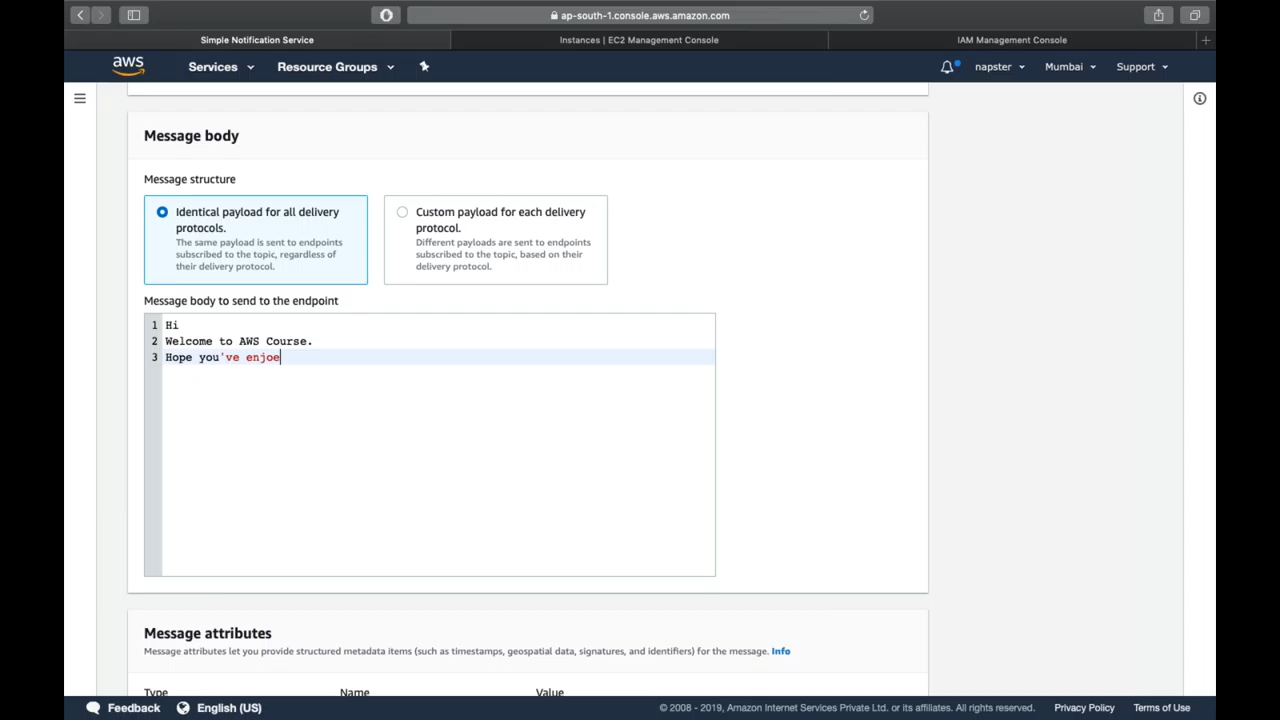 ap-south-1.console.aws.amazon.com
Simple Notification Service
Instances | EC2 Management Console
IAM Management Console
aws
Services
Resource Groups
napster
Mumbai
Support
Message body
Message structure
Identical payload for all delivery
protocols.
The same payload is sent to endpoints
subscribed to the topic, regardless of
their delivery protocol.
Custom payload for each delivery
protocol.
Different payloads are sent to endpoints
subscribed to the topic, based on their
delivery protocol.
Message body to send to the endpoint
1 Hi
2 Welcome to AWS Course.
3 Hope you've enjoe
Message attributes
Message attributes let you provide structured metadata items (such as timestamps, geospatial data, signatures, and identifiers) for the message. Info
Type
Name
Value
Feedback
English (US)
© 2008 - 2019, Amazon Internet Services Private Ltd. or its affiliates. All rights reserved.
Privacy Policy
Terms of Use